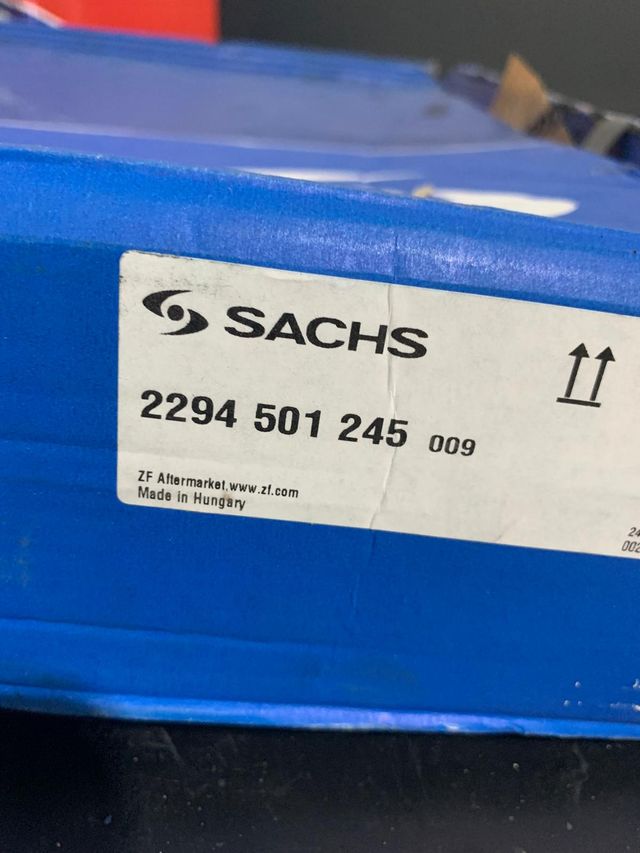 SACHS
2294 501 245 009
ZF Aftermarket, www.zf.com
Made in Hungary